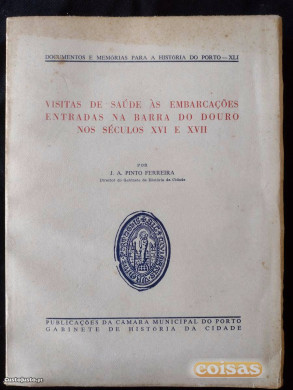 DOCUMENTOS E MEMÓRIAS PARA A HISTÓRIA DO PORTO — XLI
VISITAS DE SAÚDE ÀS EMBARCAÇÕES
ENTRADAS NA BARRA DO DOURO
NOS SÉCULOS XVI E XVII
POR
J. A. PINTO FERREIRA
Director do Gabinete de História da Cidade
PUBLICAÇÕES DA CÂMARA MUNICIPAL DO PORTO
GABINETE DE HISTÓRIA DA CIDADE
CustoJusto.pt
coisas